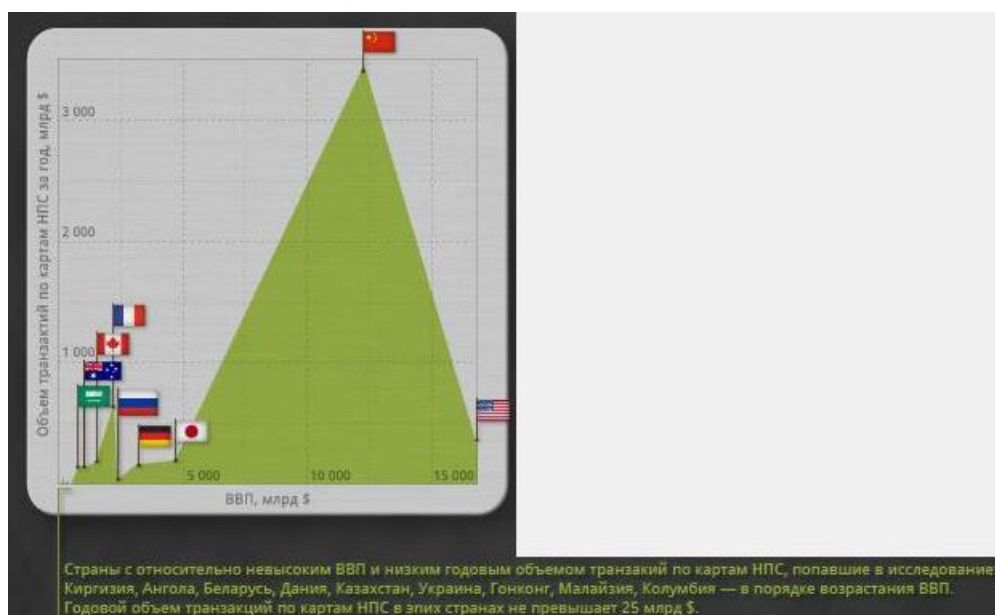 Объем транзактий по картам НПС за год, млрд $
3 000
2 000
1 000
5 000
10 000
15 000
ВВП, млрд $
Страны с относительно невысоким ВВП и низким годовым объемом транзакий по картам НПС, попавшие в исследование
Киргизия, Ангола, Беларусь, Дания, Казахстан, Украина, Гонконг, Малайзия, Колумбия — в порядке возрастания ВВП.
Годовой объем транзакций по картам НПС в этих странах не превышает 25 млрд $.